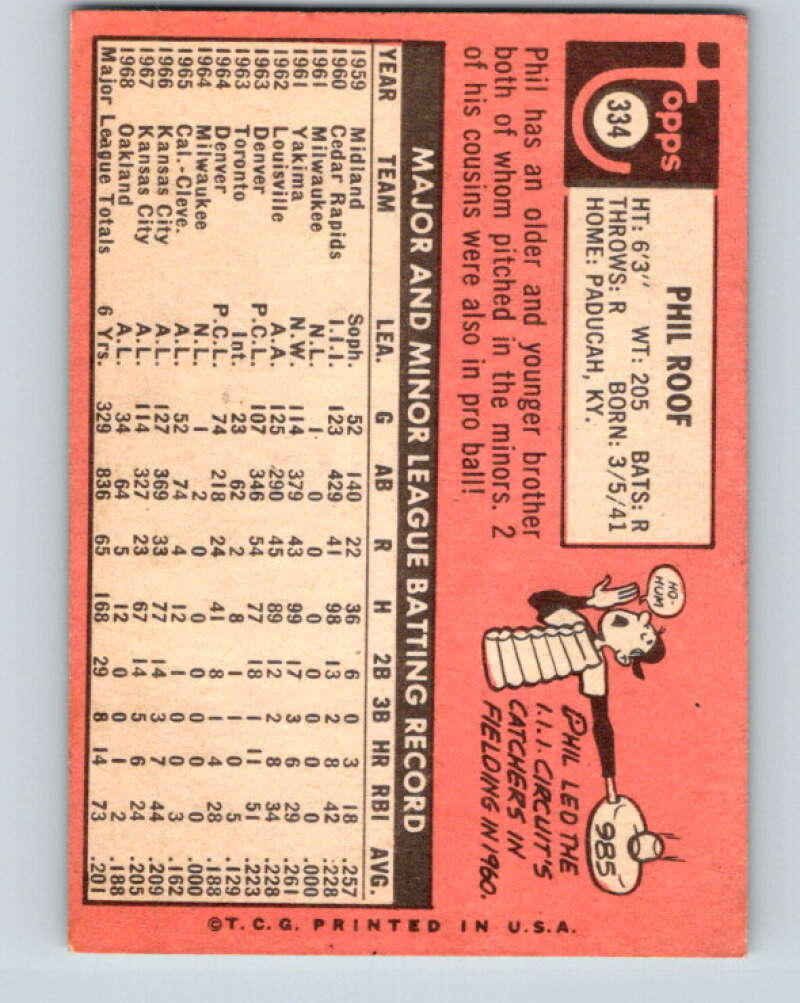 Topps
334
PHIL ROOF
HT: 6'3" WT: 205 BATS: R
THROWS: R BORN: 3/5/41
HOME: PADUCAH, KY.
Phil has an older and younger brother
both of whom pitched in the minors. 2
of his cousins were also in pro ball!
HO-
HUM
985
PHIL LED THE
I.I.I. CIRCUIT'S
CATCHERS IN
FIELDING IN 1960.
MAJOR AND MINOR LEAGUE BATTING RECORD
YEAR TEAM LEA. G AB R H 2B 3B HR RBI AVG.
1959 Midland Soph. 52 140 22 36 6 0 3 18 .257
1960 Cedar Rapids I.I.I. 123 429 41 98 13 2 8 42 .228
1961 Milwaukee N.L. 1 0 0 0 0 0 0 0 .000
1961 Yakima N.W. 114 379 43 99 17 3 6 29 .261
1962 Louisville A.A. 125 290 45 89 12 2 8 34 .228
1963 Denver P.C.L. 107 346 54 77 18 1 11 51 .223
1963 Toronto Int. 23 62 2 8 1 1 0 5 .129
1964 Denver P.C.L. 74 218 24 41 8 1 4 28 .188
1964 Milwaukee N.L. 1 2 0 0 0 0 0 0 .000
1965 Cal.-Cleve. A.L. 52 74 4 12 1 0 0 3 .162
1966 Kansas City A.L. 127 369 33 77 14 3 7 44 .209
1967 Kansas City A.L. 114 327 23 67 14 5 6 24 .205
1968 Oakland A.L. 34 64 5 12 0 0 1 2 .188
Major League Totals 6 Yrs. 329 836 65 168 29 8 14 73 .201
©T.C.G. PRINTED IN U.S.A.